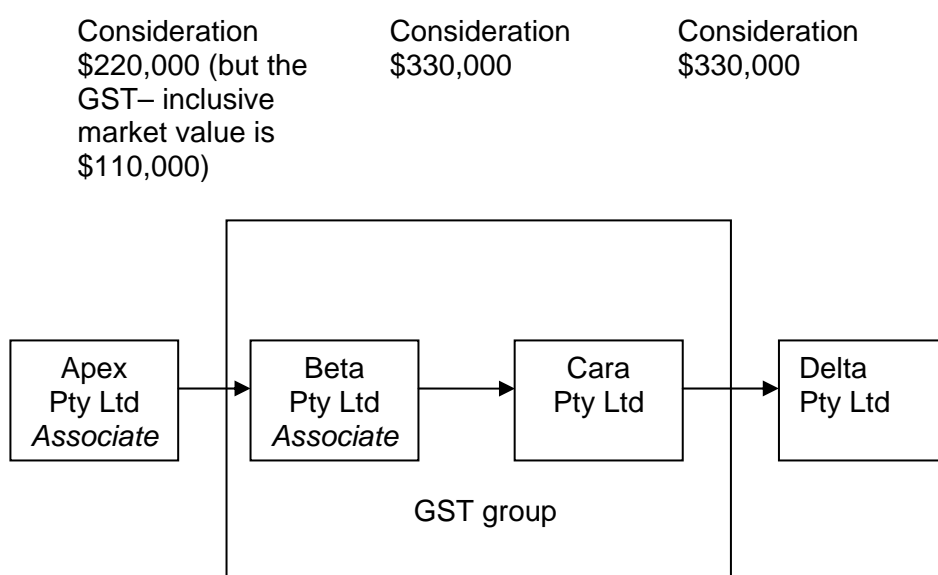 Consideration
$220,000 (but the
GST– inclusive
market value is
$110,000)
Consideration
$330,000
Consideration
$330,000
Apex
Pty Ltd
Associate
Beta
Pty Ltd
Associate
Cara
Pty Ltd
Delta
Pty Ltd
GST group